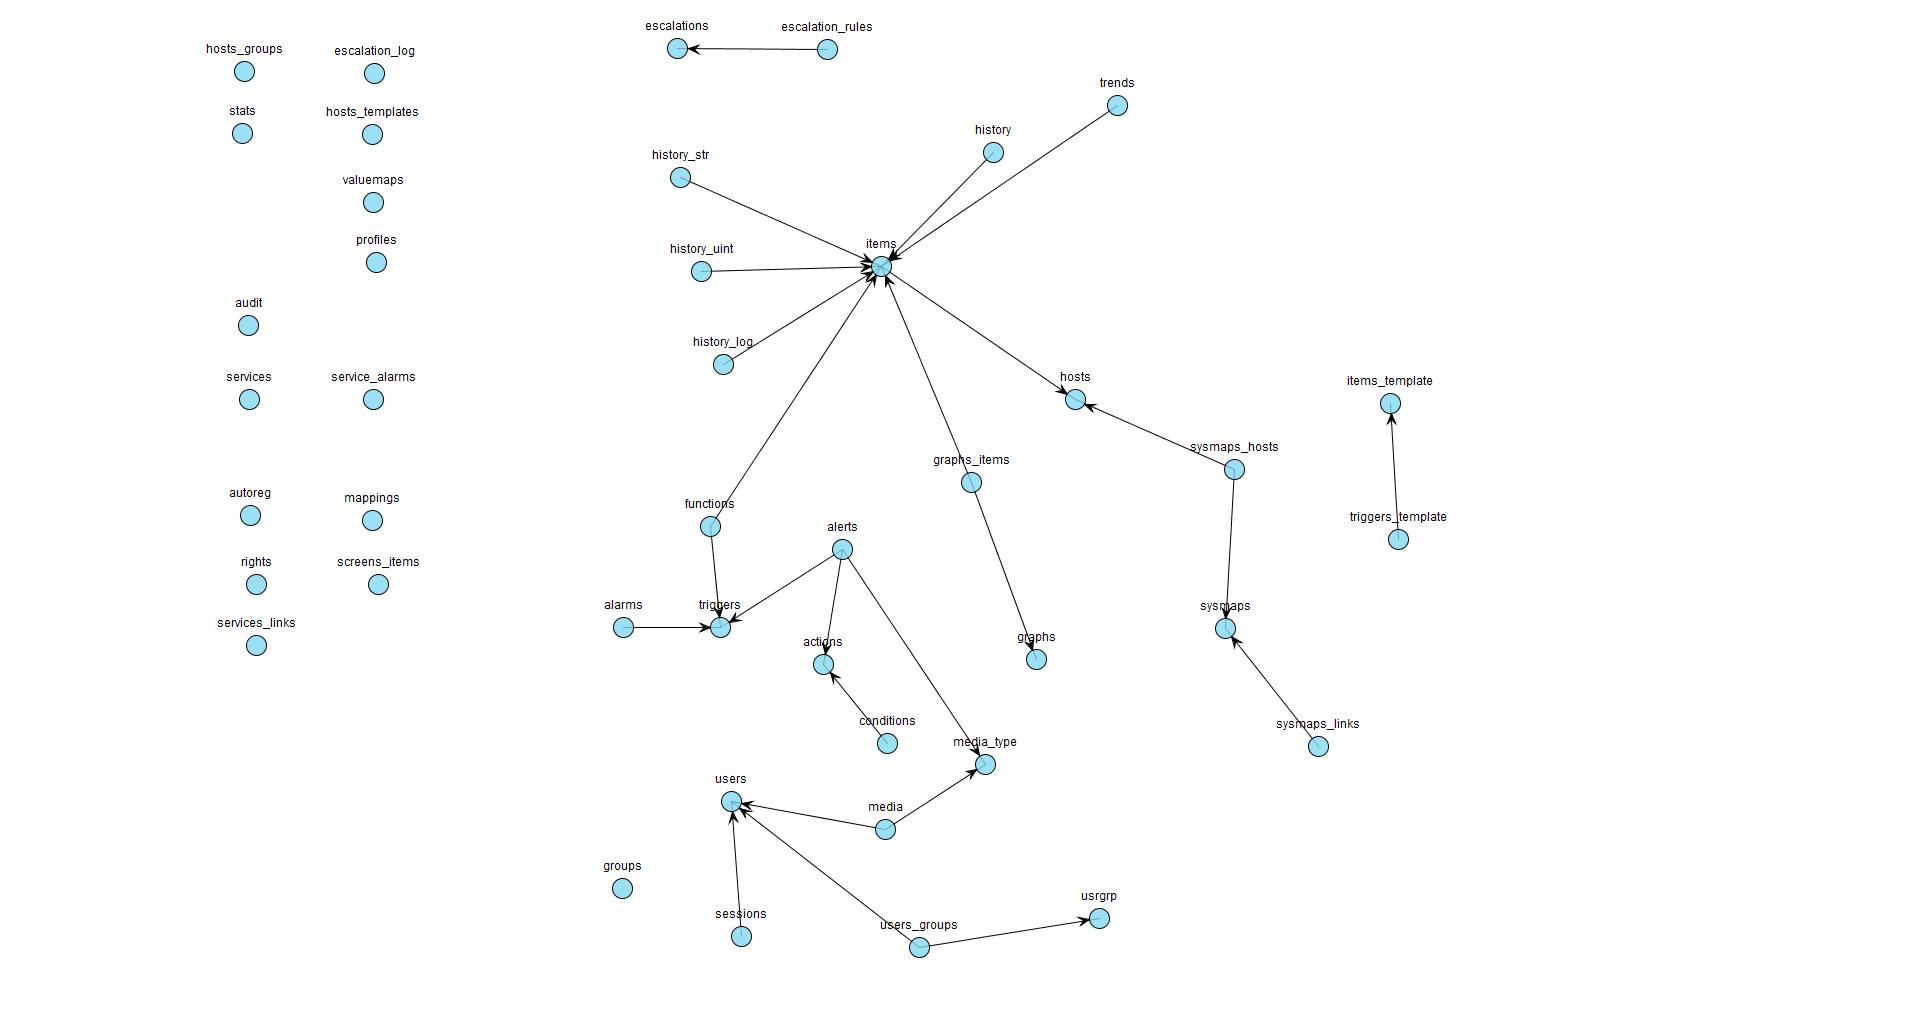 escalations
escalation_rules
hosts_groups
escalation_log
trends
stats
hosts_templates
history
history_str
valuemaps
profiles
items
history_uint
audit
history_log
services
service_alarms
hosts
items_template
sysmaps_hosts
graphs_items
autoreg
mappings
functions
triggers_template
alerts
rights
screens_items
alarms
triggers
sysmaps
services_links
actions
graphs
conditions
sysmaps_links
media_type
users
media
groups
usrgrp
sessions
users_groups